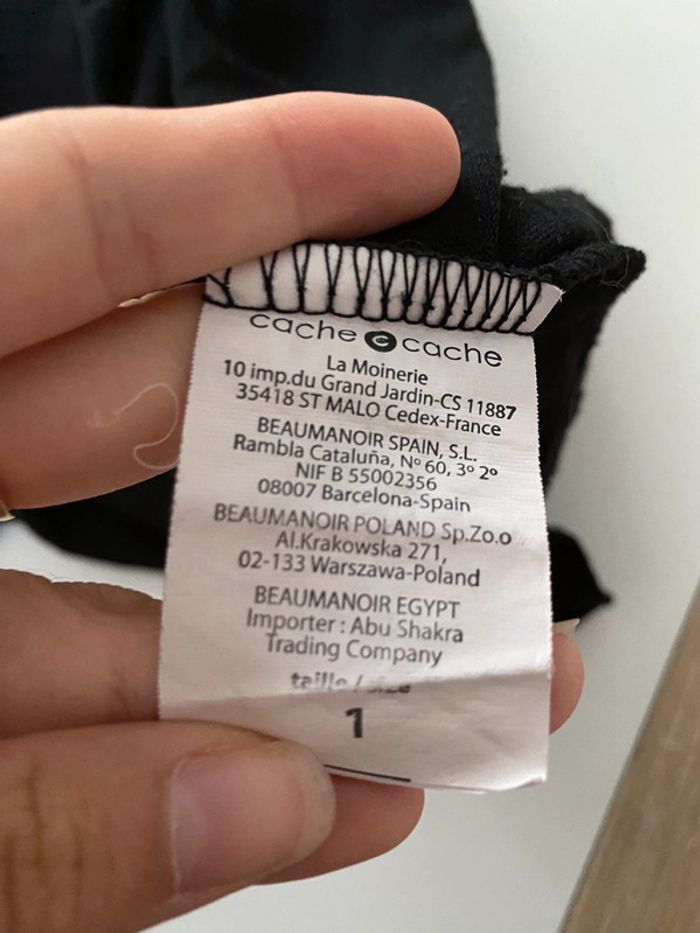 cache c cache
La Moinerie
10 imp.du Grand Jardin-CS 11887
35418 ST MALO Cedex-France
BEAUMANOIR SPAIN, S.L.
Rambla Cataluña, Nº 60, 3º 2º
NIF B 55002356
08007 Barcelona-Spain
BEAUMANOIR POLAND Sp.Zo.o
Al.Krakowska 271,
02-133 Warszawa-Poland
BEAUMANOIR EGYPT
Importer : Abu Shakra
Trading Company
taille / size
1